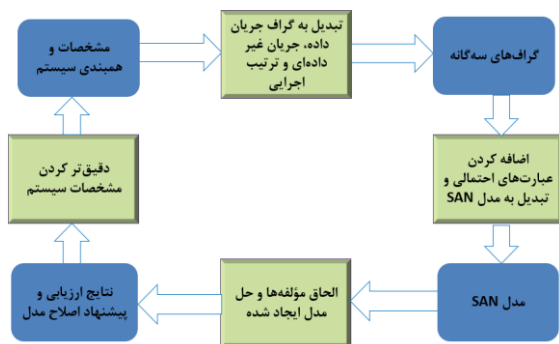 مشخصات و
همبندی سیستم
تبدیل به گراف جریان
داده، جریان غیر
داده‌ای و ترتیب
اجرایی
گراف‌های سه‌گانه
اضافه کردن
عبارت‌های احتمالی و
تبدیل به مدل SAN
مدل SAN
الحاق مؤلفه‌ها و حل
مدل ایجاد شده
نتایج ارزیابی و
پیشنهاد اصلاح مدل
دقیق‌تر کردن
مشخصات سیستم